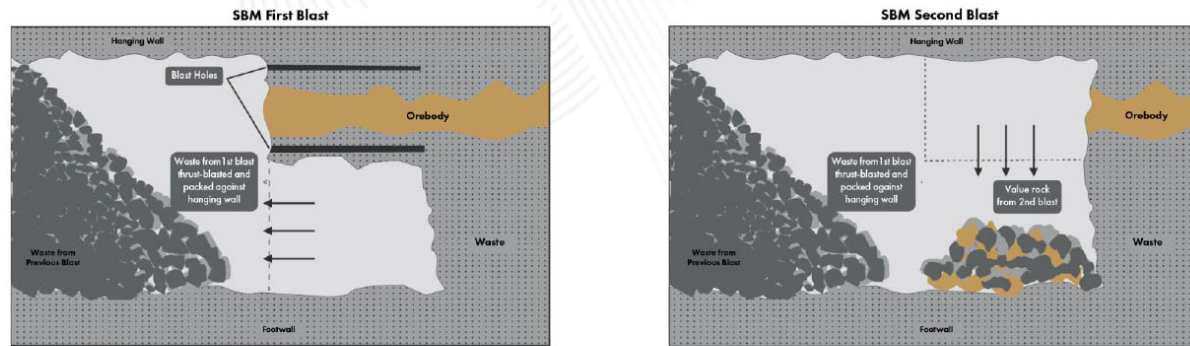 SBM First Blast
Hanging Wall
Blast Holes
Orebody
Waste from 1st blast
thrust-blasted and
packed against
hanging wall
Waste from
Previous Blast
Waste
Footwall
SBM Second Blast
Hanging Wall
Orebody
Waste from 1st blast
thrust-blasted and
packed against
hanging wall
Value rock
from 2nd blast
Waste from
Previous Blast
Waste
Footwall